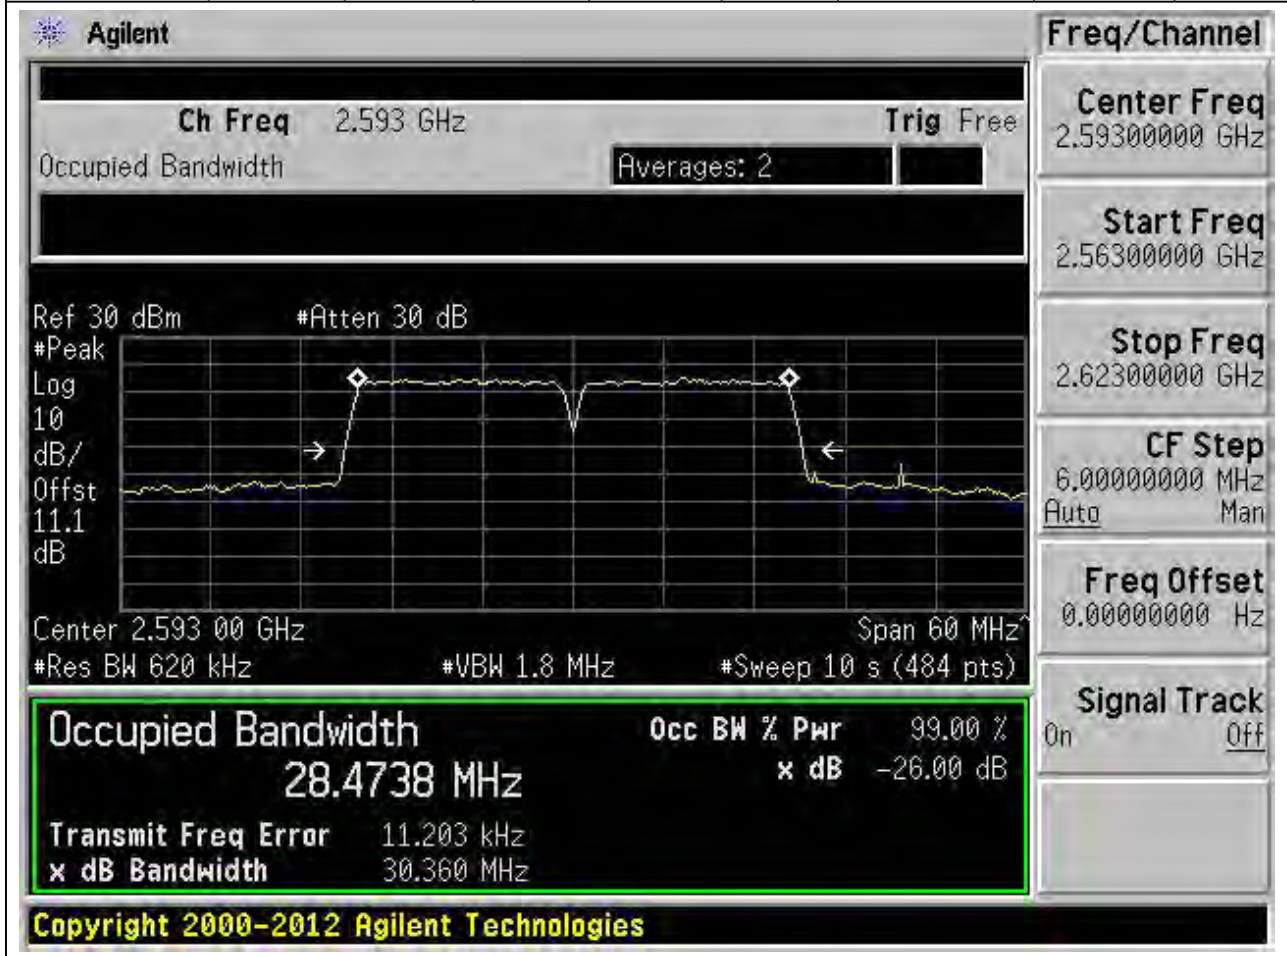 Agilent
Freq/Channel
Ch Freq 2.593 GHz Trig Free
Occupied Bandwidth Averages: 2
Center Freq
2.59300000 GHz
Start Freq
2.56300000 GHz
Stop Freq
2.62300000 GHz
CF Step
6.00000000 MHz
Auto Man
Freq Offset
0.00000000 Hz
Signal Track
On Off
Ref 30 dBm #Atten 30 dB
#Peak
Log
10
dB/
Offst
11.1
dB
Center 2.593 00 GHz Span 60 MHz^
#Res BW 620 kHz #VBW 1.8 MHz #Sweep 10 s (484 pts)
Occupied Bandwidth
28.4738 MHz
Occ BW % Pwr 99.00 %
x dB -26.00 dB
Transmit Freq Error 11.203 kHz
x dB Bandwidth 30.360 MHz
Copyright 2000-2012 Agilent Technologies